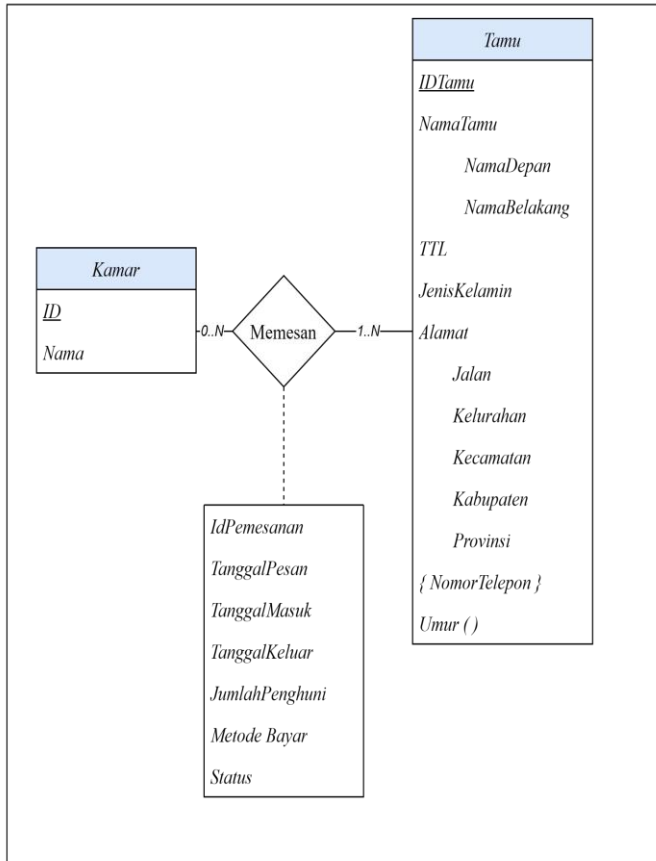 Tamu
IDTamu
NamaTamu
NamaDepan
NamaBelakang
TTL
JenisKelamin
Alamat
Jalan
Kelurahan
Kecamatan
Kabupaten
Provinsi
{ NomorTelepon }
Umur ( )
Kamar
ID
Nama
0..N
Memesan
1..N
IdPemesanan
TanggalPesan
TanggalMasuk
TanggalKeluar
JumlahPenghuni
Metode Bayar
Status